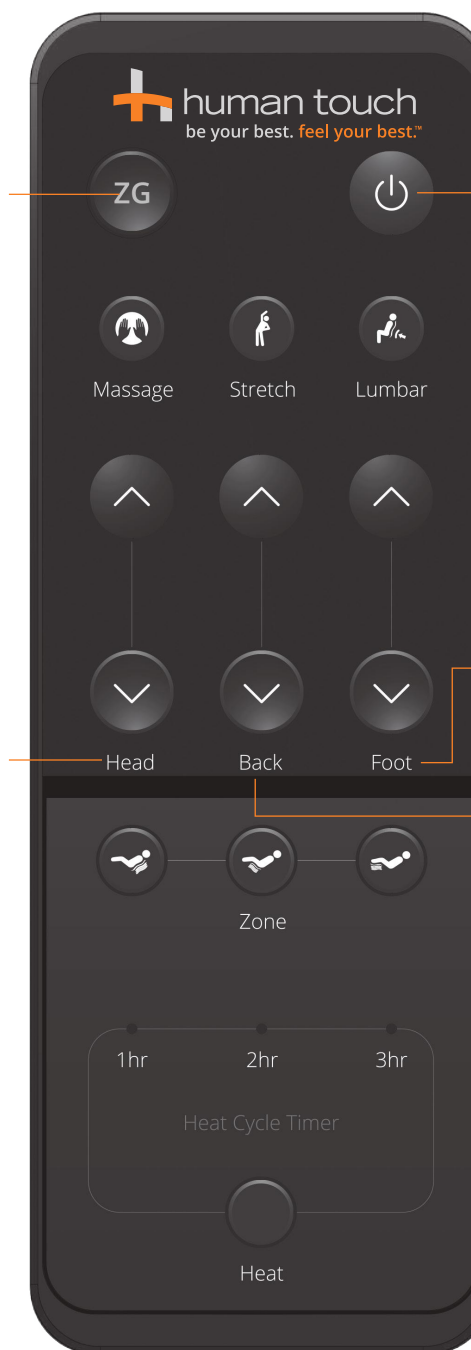 human touch
be your best. feel your best.™
ZG
Massage Stretch Lumbar
Head Back Foot
Zone
1hr 2hr 3hr
Heat Cycle Timer
Heat